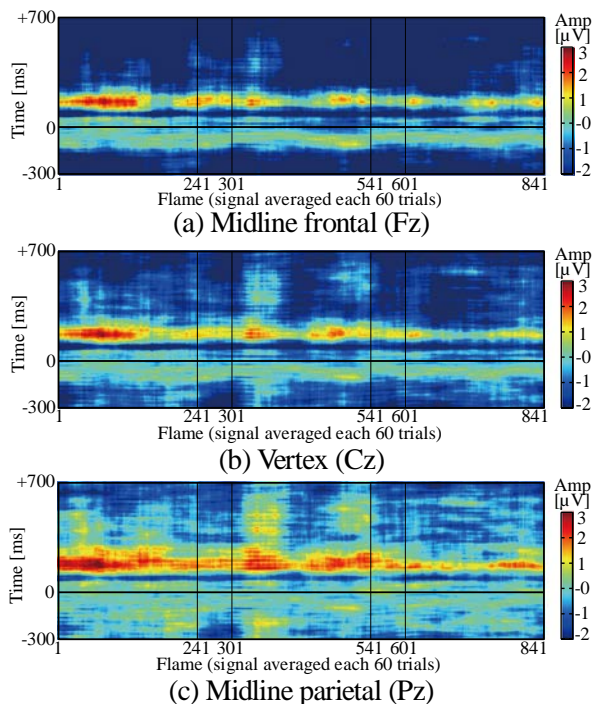 +700
Time [ms]
0
-300
1 241 301 541 601 841
Flame (signal averaged each 60 trials)
Amp
[µV]
3
2
1
0
-1
-2
(a) Midline frontal (Fz)
+700
Time [ms]
0
-300
1 241 301 541 601 841
Flame (signal averaged each 60 trials)
Amp
[µV]
3
2
1
0
-1
-2
(b) Vertex (Cz)
+700
Time [ms]
0
-300
1 241 301 541 601 841
Flame (signal averaged each 60 trials)
Amp
[µV]
3
2
1
0
-1
-2
(c) Midline parietal (Pz)